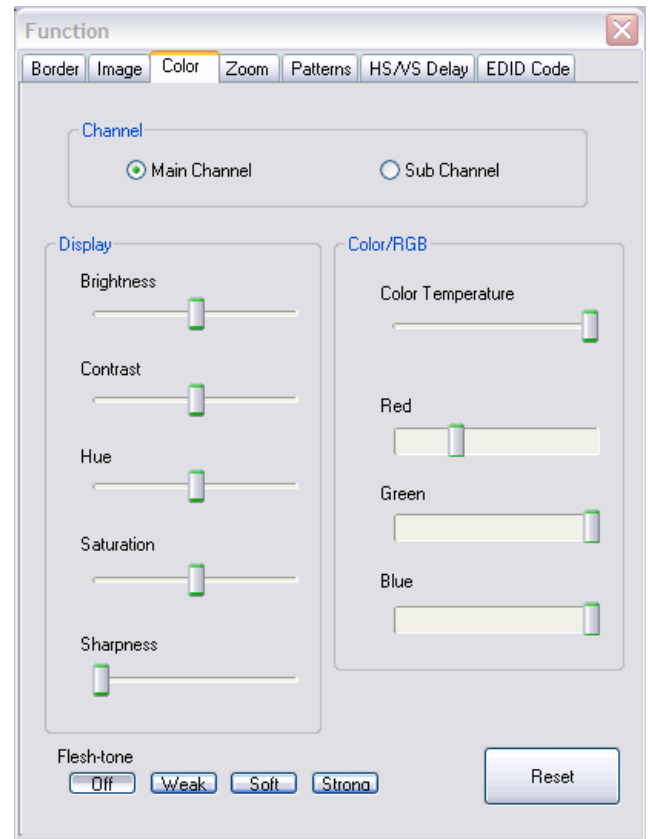 Function
Border Image Color Zoom Patterns HS/VS Delay EDID Code
Channel
Main Channel Sub Channel
Display
Brightness
Contrast
Hue
Saturation
Sharpness
Color/RGB
Color Temperature
Red
Green
Blue
Flesh-tone
Off Weak Soft Strong
Reset